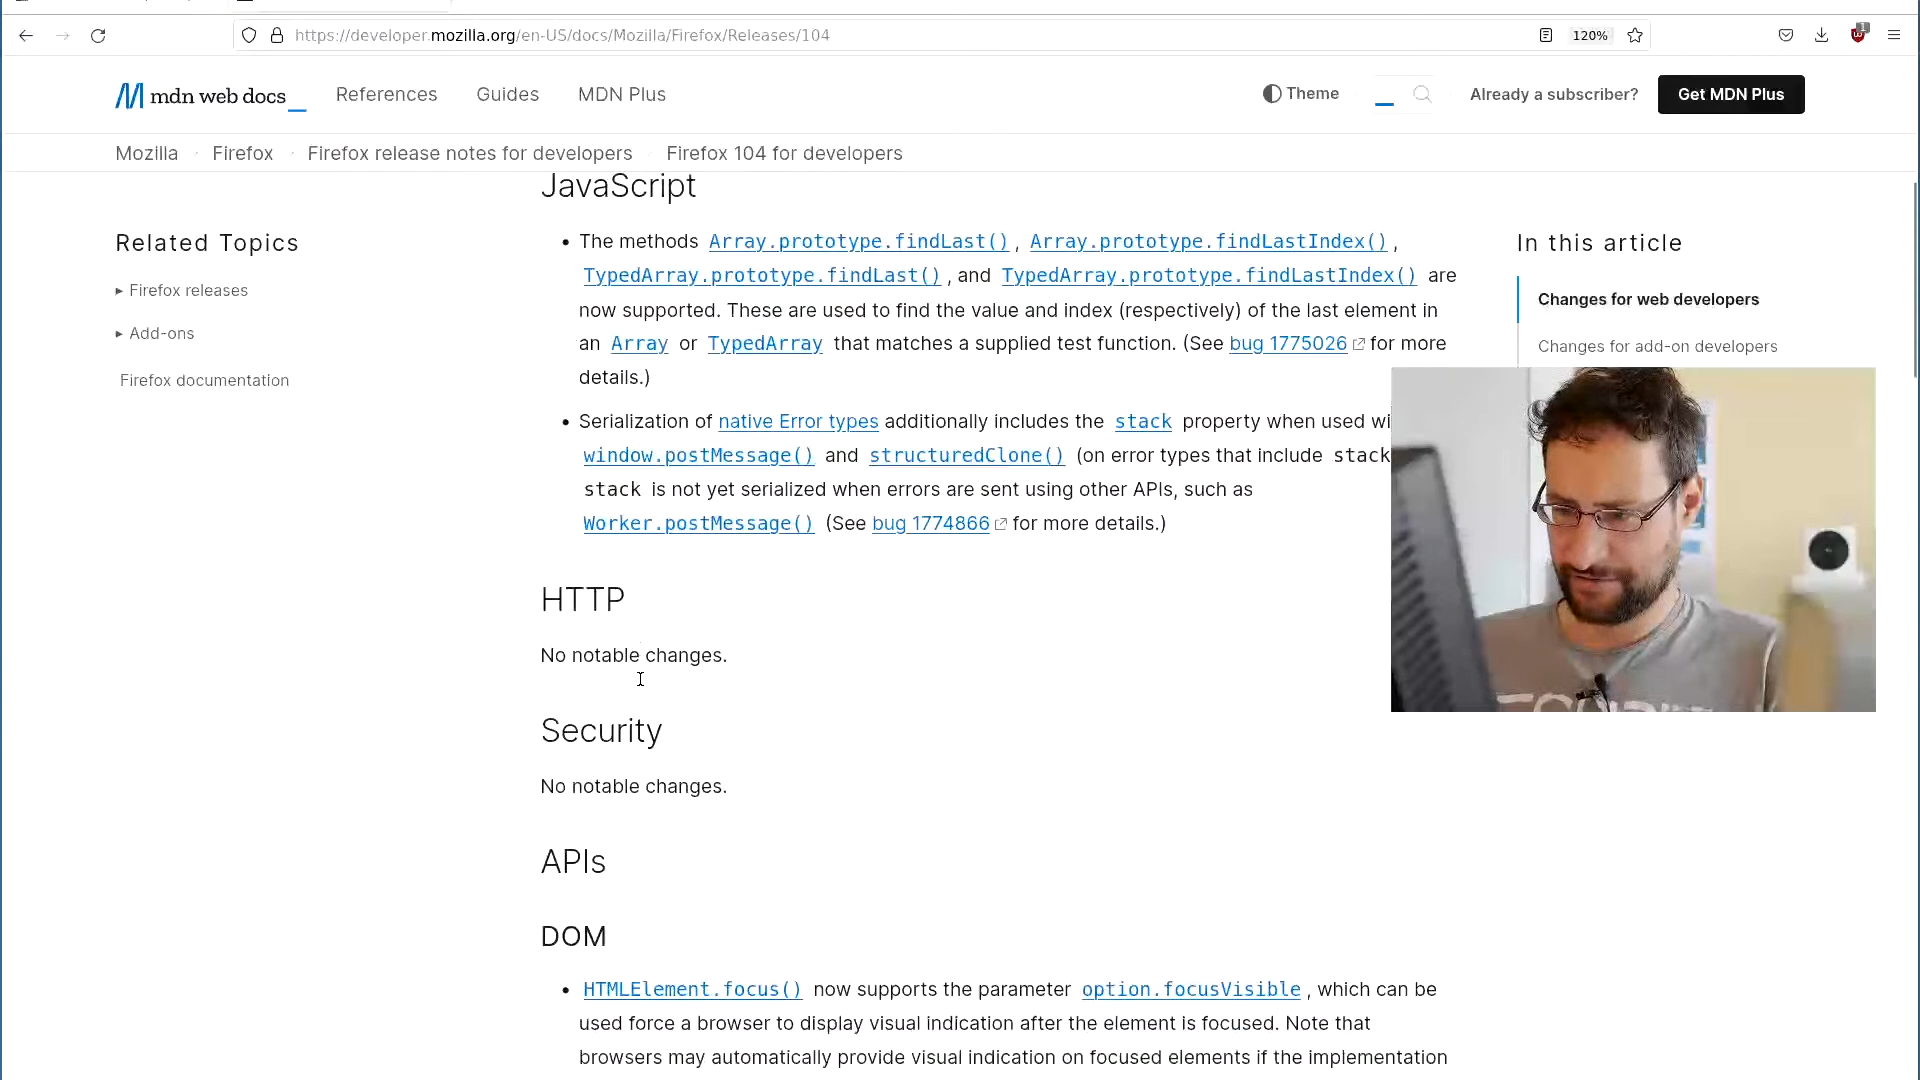 https://developer.mozilla.org/en-US/docs/Mozilla/Firefox/Releases/104
120%
1
mdn web docs_
References
Guides
MDN Plus
Theme
Already a subscriber?
Get MDN Plus
Mozilla
Firefox
Firefox release notes for developers
Firefox 104 for developers
Related Topics
Firefox releases
Add-ons
Firefox documentation
JavaScript
• The methods Array.prototype.findLast(), Array.prototype.findLastIndex(),
TypedArray.prototype.findLast(), and TypedArray.prototype.findLastIndex() are
now supported. These are used to find the value and index (respectively) of the last element in
an Array or TypedArray that matches a supplied test function. (See bug 1775026 for more
details.)
• Serialization of native Error types additionally includes the stack property when used wi
window.postMessage() and structuredClone() (on error types that include stack
stack is not yet serialized when errors are sent using other APIs, such as
Worker.postMessage() (See bug 1774866 for more details.)
HTTP
No notable changes.
Security
No notable changes.
APIs
DOM
• HTMLElement.focus() now supports the parameter option.focusVisible, which can be
used force a browser to display visual indication after the element is focused. Note that
browsers may automatically provide visual indication on focused elements if the implementation
In this article
Changes for web developers
Changes for add-on developers